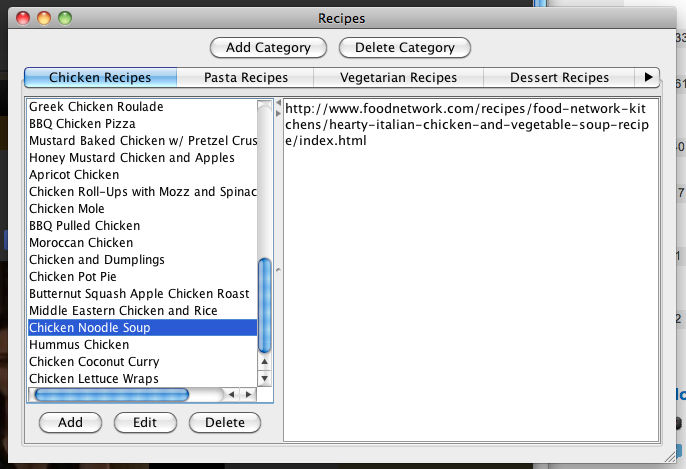 Recipes
Add Category
Delete Category
Chicken Recipes
Pasta Recipes
Vegetarian Recipes
Dessert Recipes
Greek Chicken Roulade
BBQ Chicken Pizza
Mustard Baked Chicken w/ Pretzel Crus
Honey Mustard Chicken and Apples
Apricot Chicken
Chicken Roll-Ups with Mozz and Spinac
Chicken Mole
BBQ Pulled Chicken
Moroccan Chicken
Chicken and Dumplings
Chicken Pot Pie
Butternut Squash Apple Chicken Roast
Middle Eastern Chicken and Rice
Chicken Noodle Soup
Hummus Chicken
Chicken Coconut Curry
Chicken Lettuce Wraps
Add
Edit
Delete
http://www.foodnetwork.com/recipes/food-network-kit
chens/hearty-italian-chicken-and-vegetable-soup-recip
e/index.html